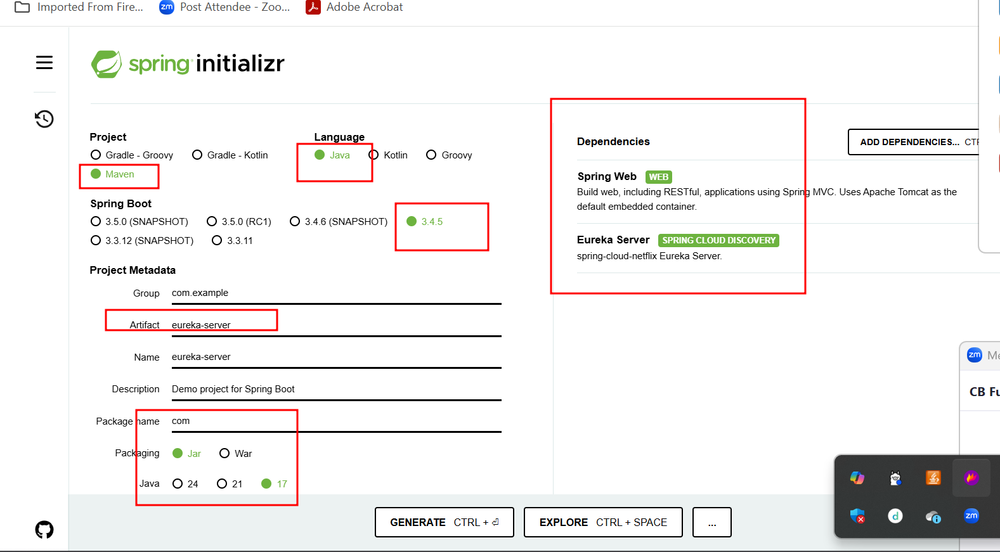 Imported From Fire...
zm Post Attendee - Zoo...
Adobe Acrobat
spring initializr
Project
Gradle - Groovy
Gradle - Kotlin
Maven
Language
Java
Kotlin
Groovy
Spring Boot
3.5.0 (SNAPSHOT)
3.5.0 (RC1)
3.4.6 (SNAPSHOT)
3.4.5
3.3.12 (SNAPSHOT)
3.3.11
Project Metadata
Group com.example
Artifact eureka-server
Name eureka-server
Description Demo project for Spring Boot
Package name com
Packaging Jar War
Java 24 21 17
Dependencies
ADD DEPENDENCIES...
Spring Web WEB
Build web, including RESTful, applications using Spring MVC. Uses Apache Tomcat as the
default embedded container.
Eureka Server SPRING CLOUD DISCOVERY
spring-cloud-netflix Eureka Server.
GENERATE CTRL + ⏎
EXPLORE CTRL + SPACE
...
zm
CB
d
zm